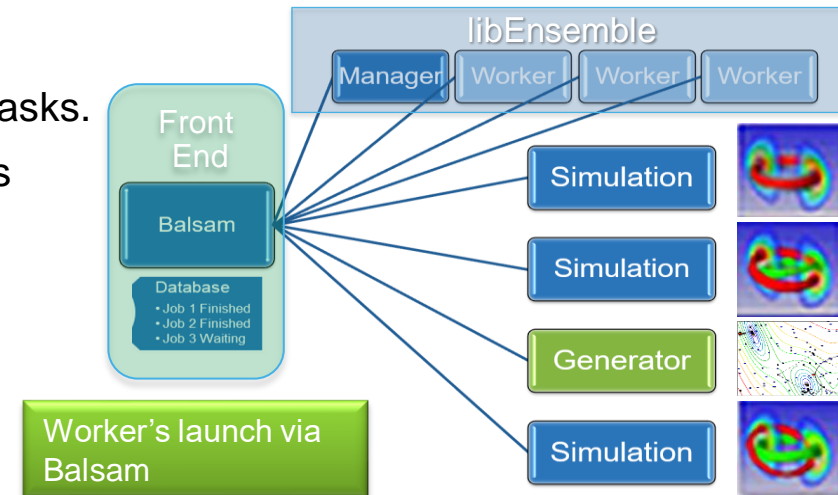 libEnsemble
Manager Worker Worker Worker
asks.
s
Front
End
Balsam
Database
• Job 1 Finished
• Job 2 Finished
• Job 3 Waiting
Simulation
Simulation
Generator
Simulation
Worker’s launch via
Balsam